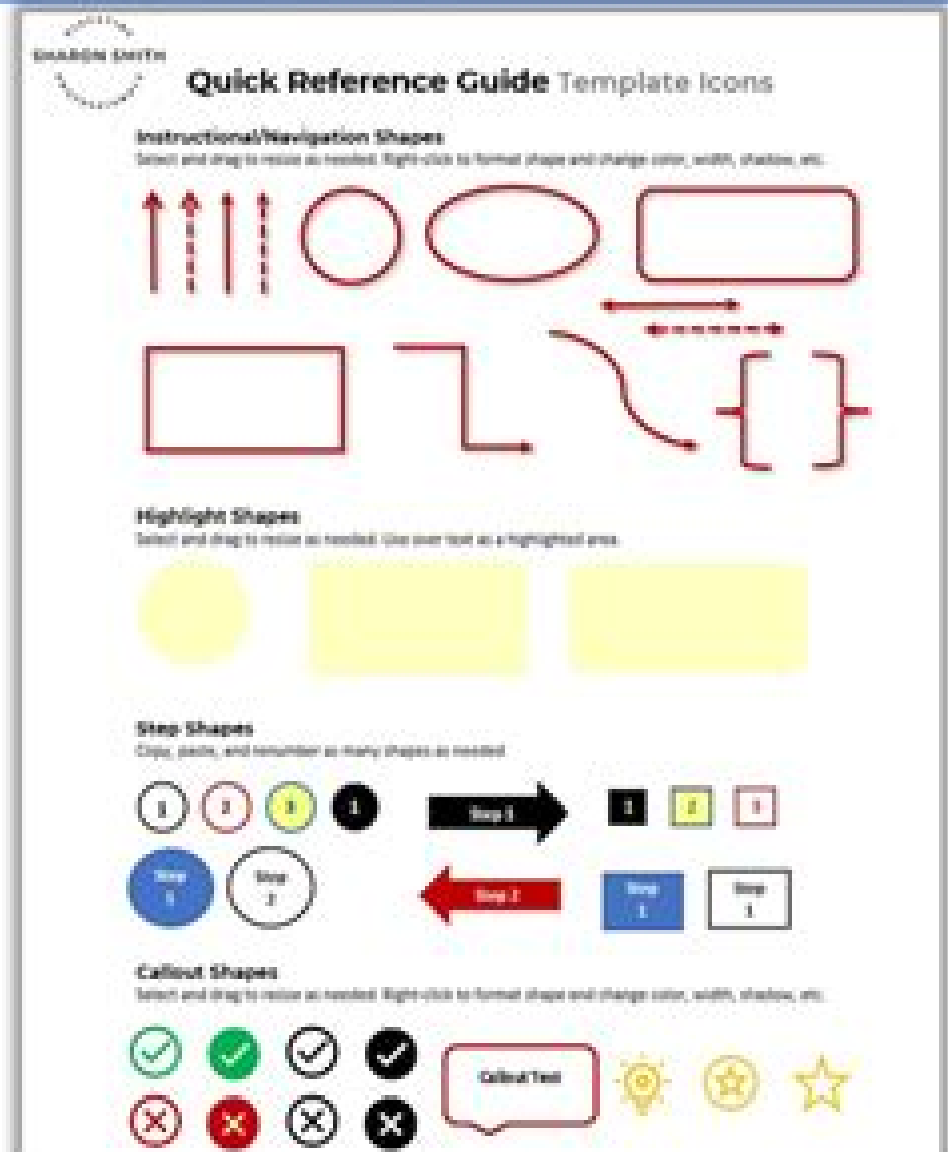 SHARON SMITH
Quick Reference Guide Template Icons
Instructional/Navigation Shapes
Select and drag to resize as needed. Right-click to format shape and change color, width, shadow, etc.
Highlight Shapes
Select and drag to resize as needed. Use over text as a highlighted area.
Step Shapes
Copy, paste, and renumber as many shapes as needed
1 2 3 1
Step 1
1 2 3
Step
Step
2
Step 2
Step
1
Step
1
Callout Shapes
Select and drag to resize as needed. Right-click to format shape and change color, width, shadow, etc.
Callout Text